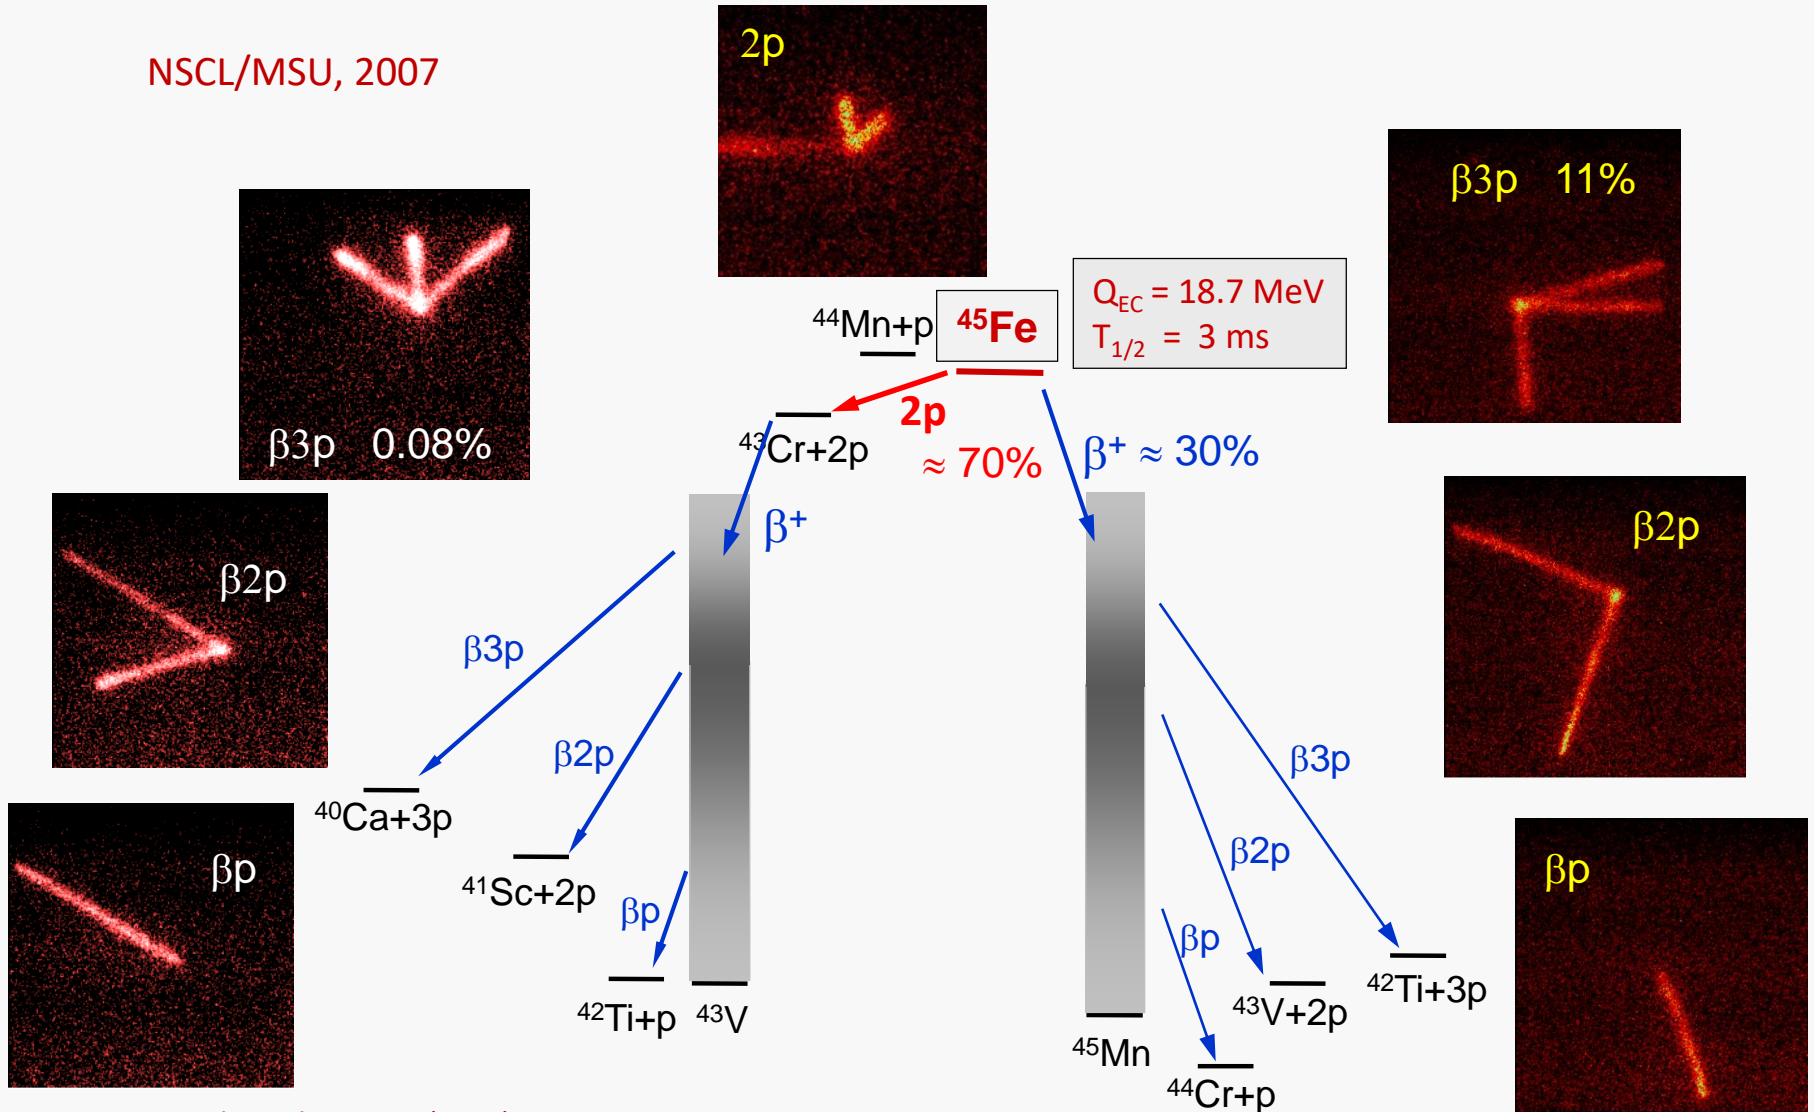 NSCL/MSU, 2007
2p
β3p 11%
β3p 0.08%
⁴⁴Mn+p
⁴⁵Fe
Q_EC = 18.7 MeV
T_1/2 = 3 ms
2p
≈ 70%
⁴³Cr+2p
β⁺ ≈ 30%
β⁺
β2p
β2p
β3p
β2p
β3p
⁴⁰Ca+3p
βp
⁴¹Sc+2p
βp
β2p
βp
βp
⁴²Ti+p
⁴³V
⁴⁵Mn
⁴⁴Cr+p
⁴³V+2p
⁴²Ti+3p